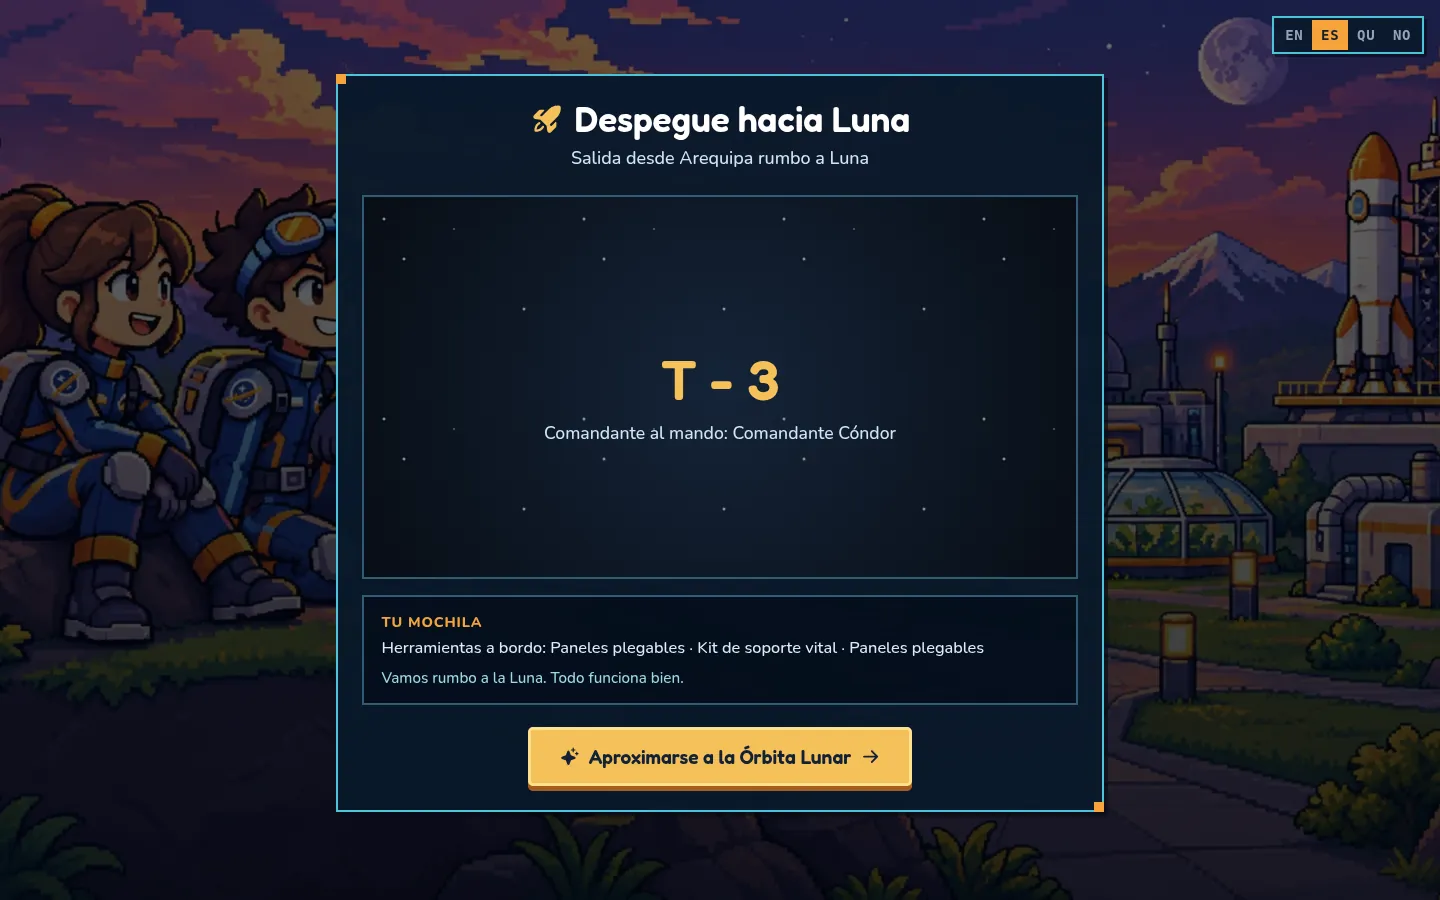 EN ES QU NO
Despegue hacia Luna
Salida desde Arequipa rumbo a Luna
T - 3
Comandante al mando: Comandante Cóndor
TU MOCHILA
Herramientas a bordo: Paneles plegables · Kit de soporte vital · Paneles plegables
Vamos rumbo a la Luna. Todo funciona bien.
Aproximarse a la Órbita Lunar →